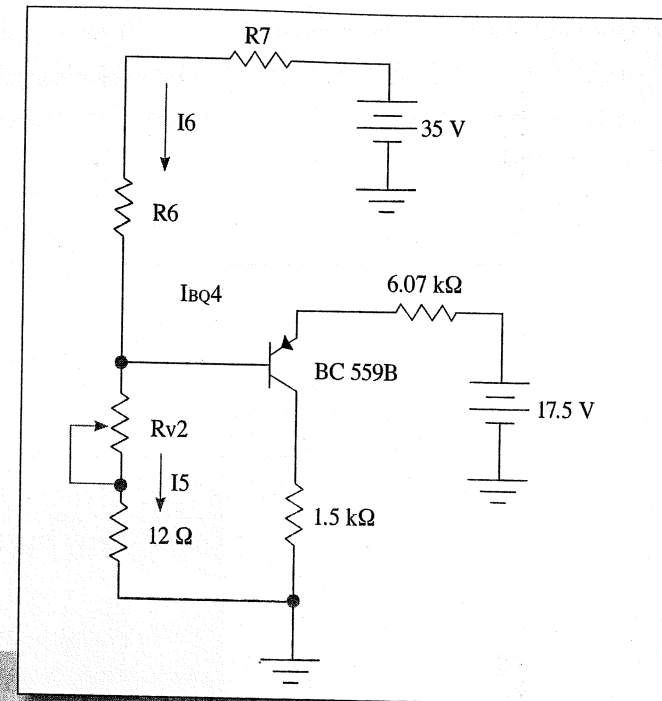 R7
I6
35 V
R6
6.07 kΩ
IBQ4
BC 559B
17.5 V
Rv2
I5
1.5 kΩ
12 Ω